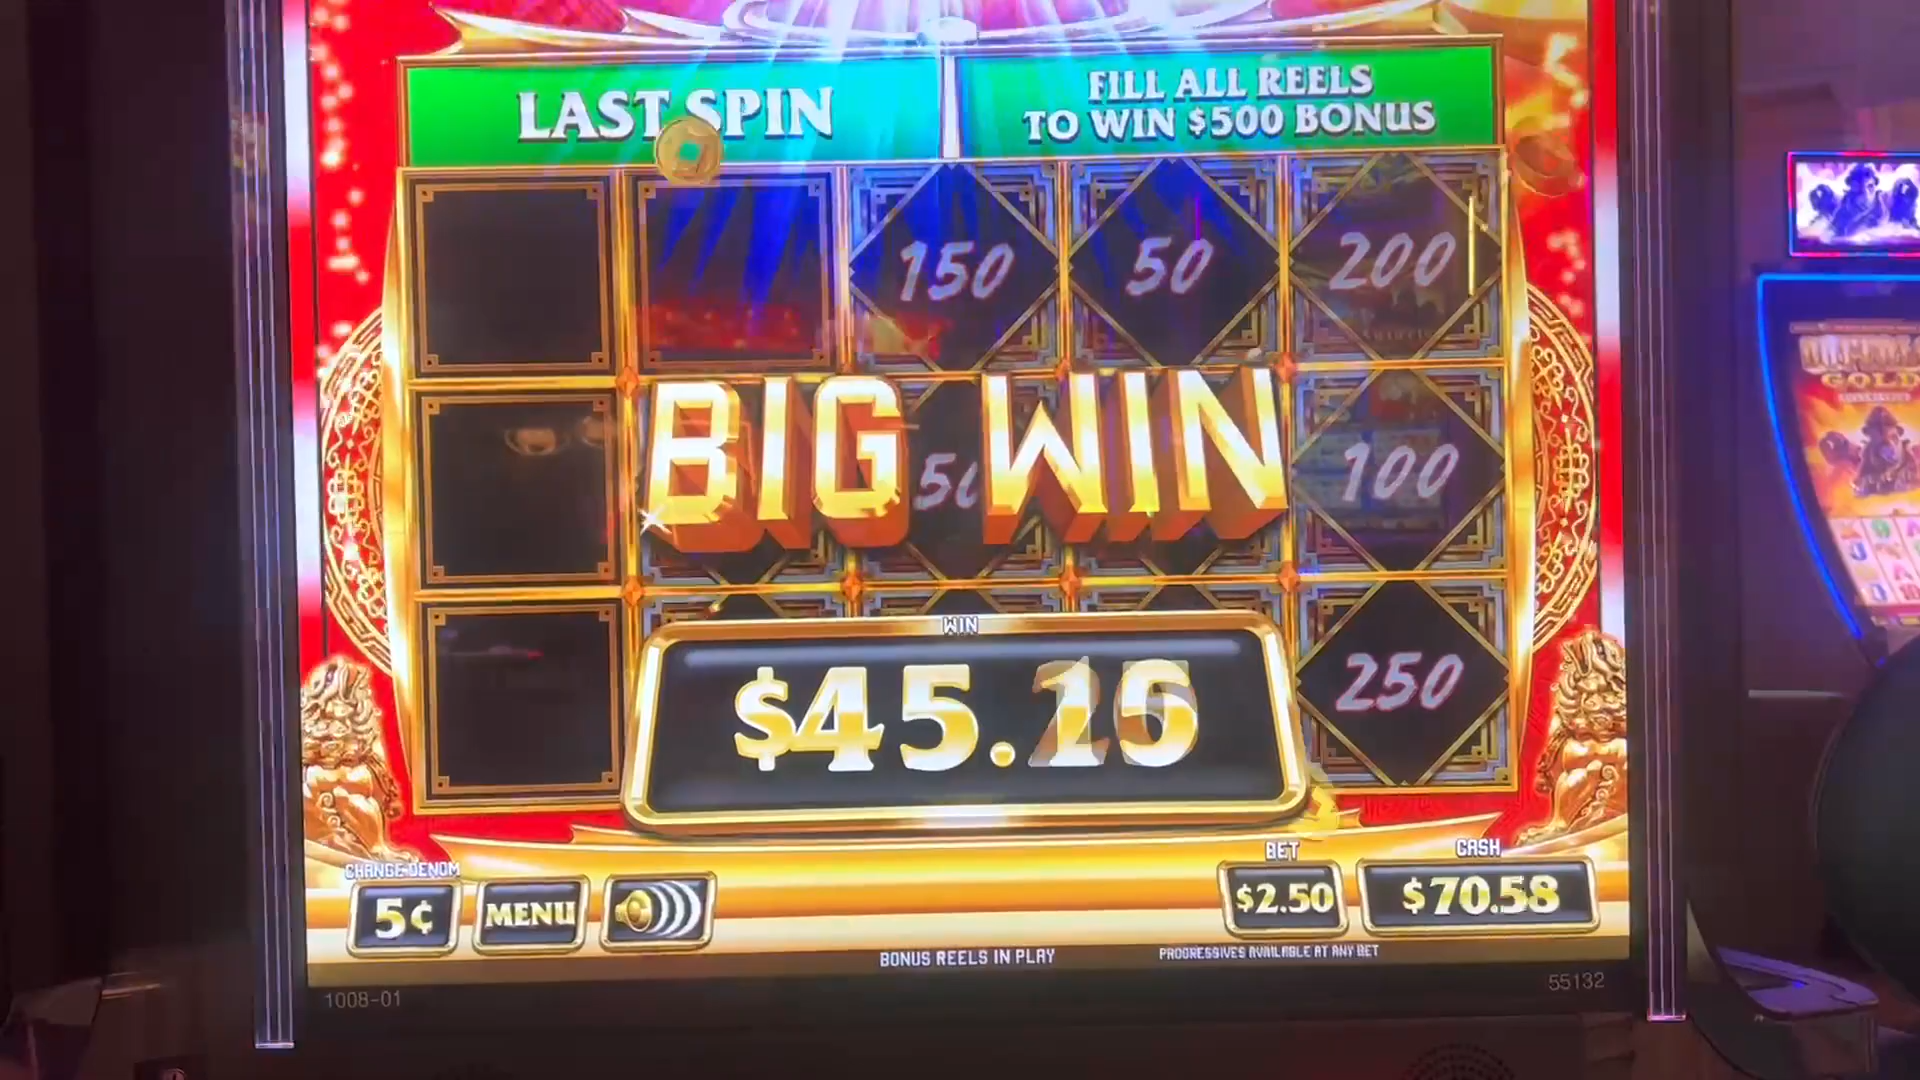 LAST SPIN
FILL ALL REELS
TO WIN $500 BONUS
150
50
200
BIG WIN
100
WIN
$45.
250
CHANGE DENOM
5¢
MENU
BET
$2.50
CASH
$70.58
BONUS REELS IN PLAY
PROGRESSIVES AVAILABLE AT ANY BET
1008-01
55132
GOLD